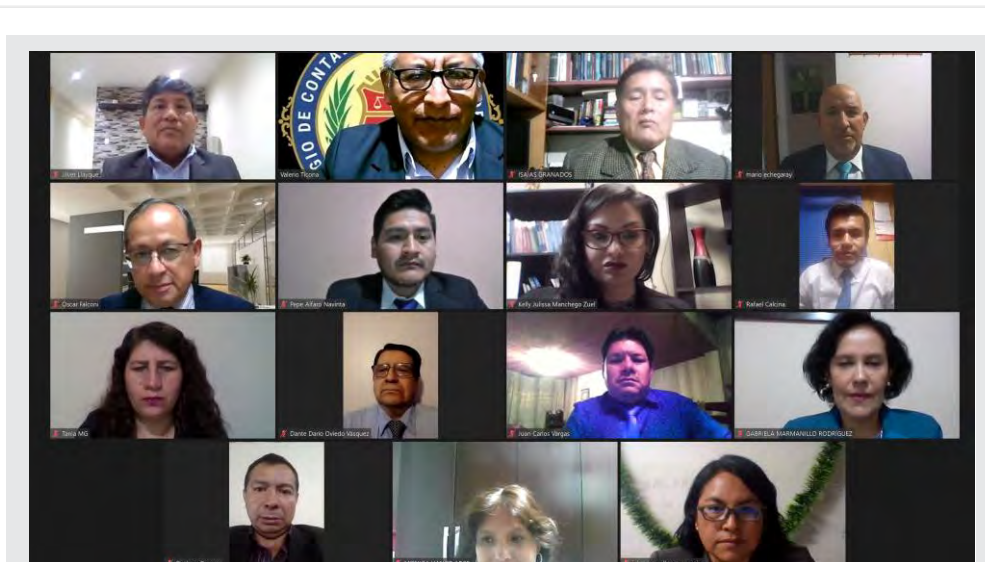 GIO DE CONTA
Valerio Ticona
ISAIAS GRANADOS
mario echegaray
Oscar Falconi
Pepe Alfaro Navinta
Kelly Julissa Manchego Zuel
Rafael Calcina
Tania MG
Dante Dario Oviedo Vasquez
Juan Carlos Vargas
GABRIELA MARMANILLO RODRIGUEZ